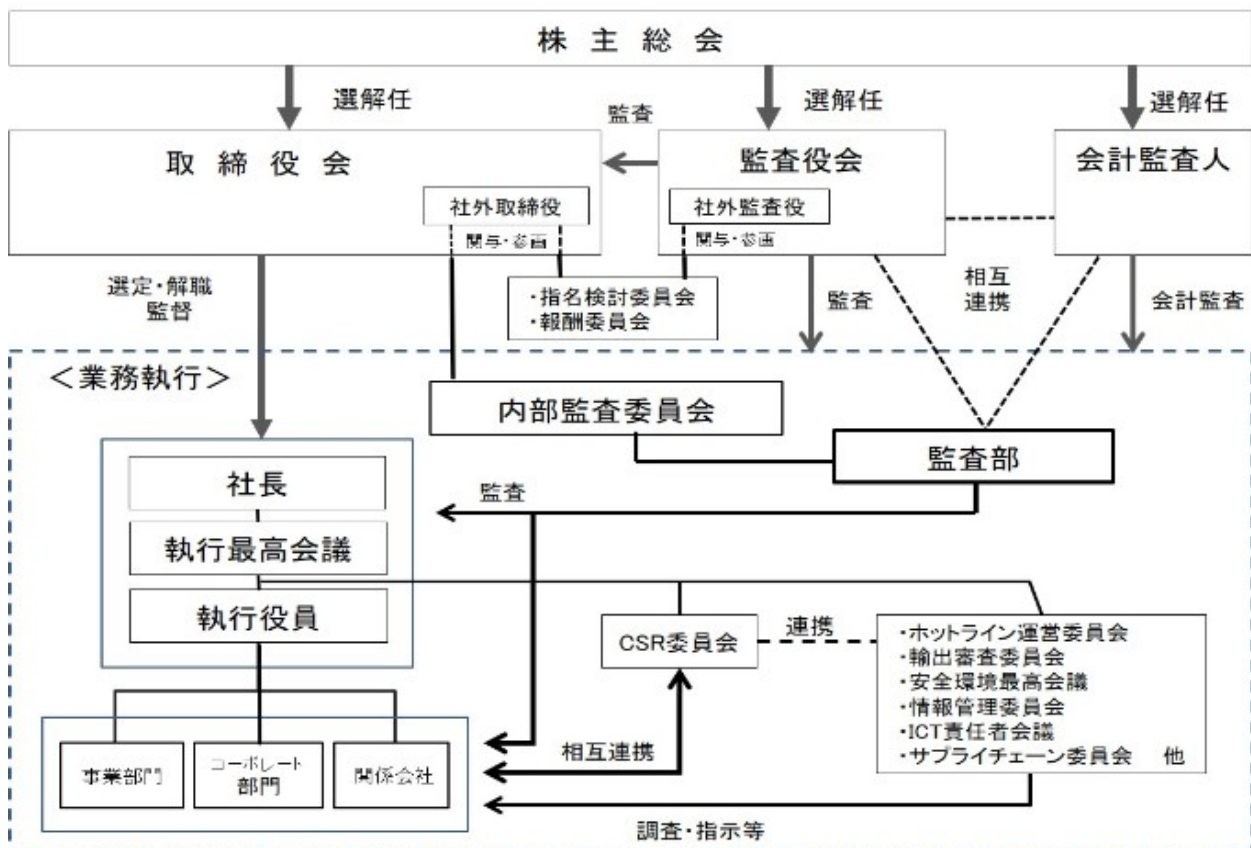 株主総会
選解任
選解任
選解任
監査
取締役会
監査役会
会計監査人
社外取締役
社外監査役
関与・参画
関与・参画
選定・解職
監督
・指名検討委員会
・報酬委員会
監査
相互
連携
会計監査
＜業務執行＞
内部監査委員会
監査部
社長
監査
執行最高会議
執行役員
CSR委員会
連携
・ホットライン運営委員会
・輸出審査委員会
・安全環境最高会議
・情報管理委員会
・ICT責任者会議
・サプライチェーン委員会　他
相互連携
事業部門
コーポレート
部門
関係会社
調査・指示等